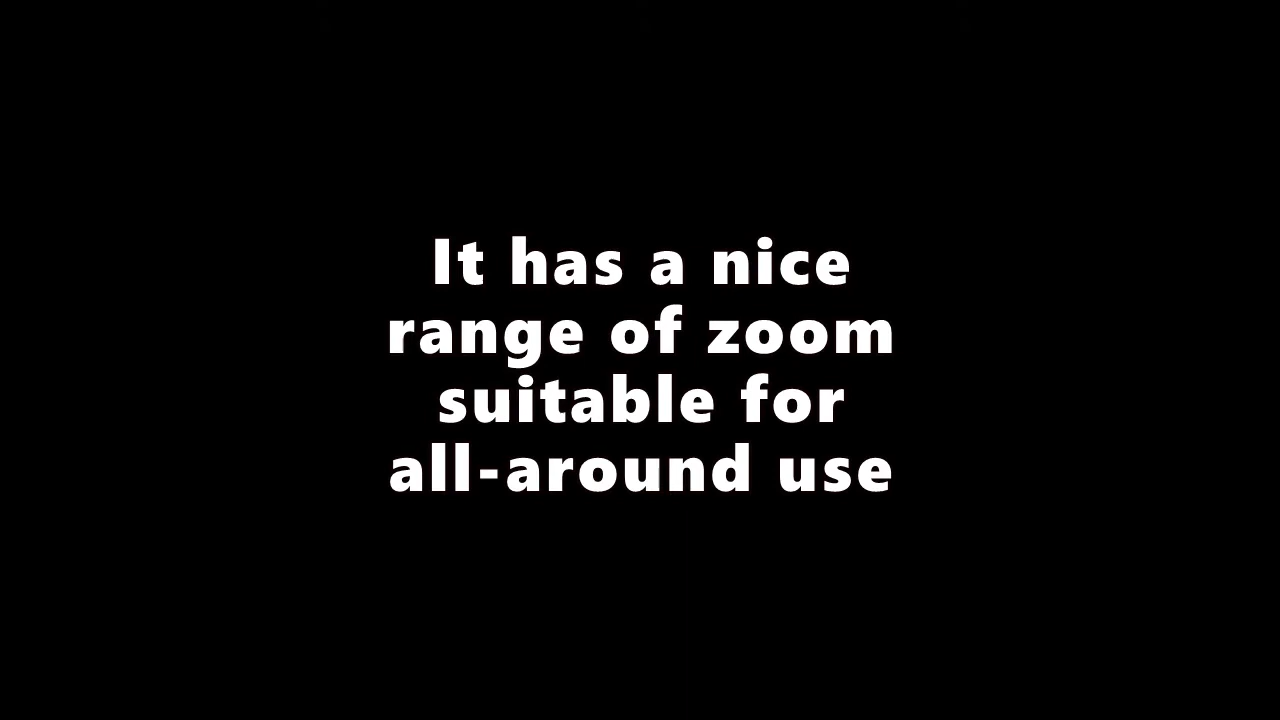 It has a nice
range of zoom
suitable for
all-around use